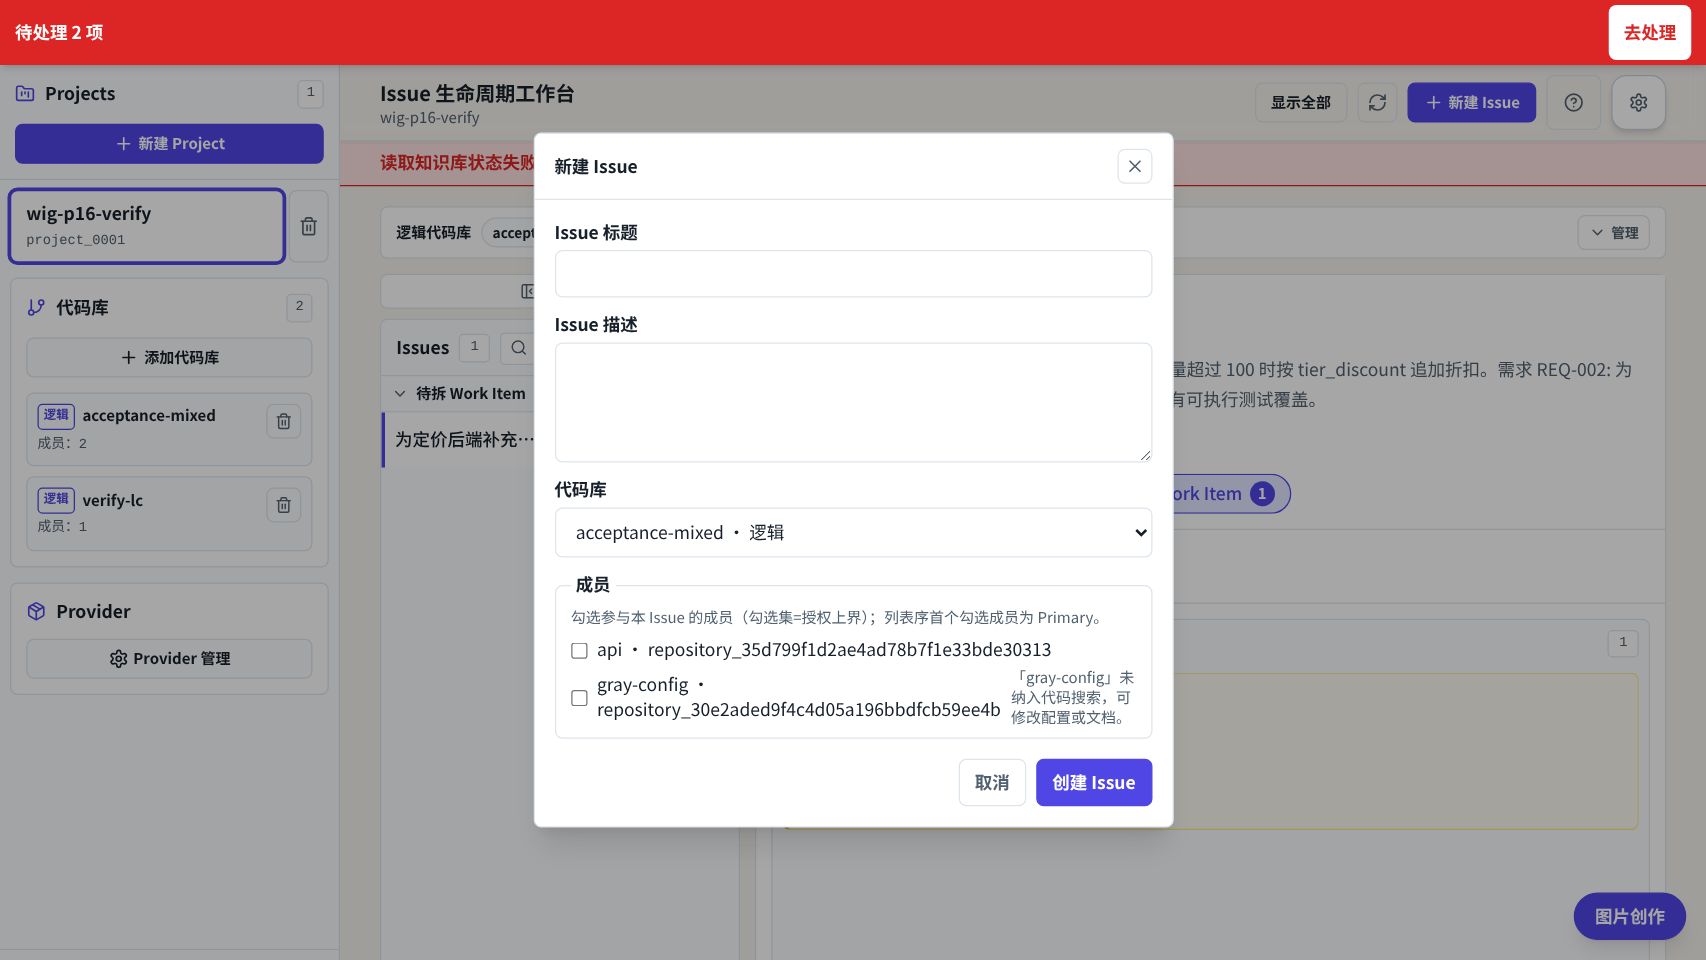 待处理 2 项
去处理
Projects
1
新建 Project
wig-p16-verify
project_0001
代码库
2
添加代码库
逻辑
acceptance-mixed
成员：2
逻辑
verify-lc
成员：1
Provider
Provider 管理
Issue 生命周期工作台
wig-p16-verify
显示全部
新建 Issue
读取知识库状态失败
逻辑代码库
管理
Issues
1
待拆 Work Item
为定价后端补充…
量超过 100 时按 tier_discount 追加折扣。需求 REQ-002: 为
有可执行测试覆盖。
Item
1
1
新建 Issue
Issue 标题
Issue 描述
代码库
acceptance-mixed · 逻辑
成员
勾选参与本 Issue 的成员（勾选集=授权上界）；列表序首个勾选成员为 Primary。
api · repository_35d799f1d2ae4ad78b7f1e33bde30313
gray-config ·
repository_30e2aded9f4c4d05a196bbdfcb59ee4b
「gray-config」未
纳入代码搜索，可
修改配置或文档。
取消
创建 Issue
图片创作